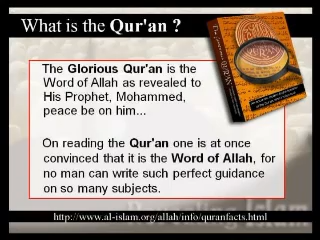 What is the Qur'an ?
The Glorious Qur'an is the
Word of Allah as revealed to
His Prophet, Mohammed,
peace be on him...
On reading the Qur'an one is at once
convinced that it is the Word of Allah, for
no man can write such perfect guidance
on so many subjects.
http://www.al-islam.org/allah/info/quranfacts.html